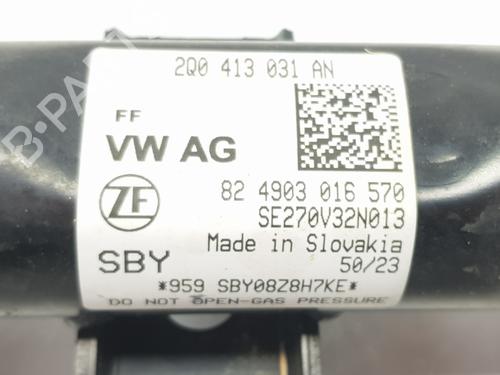 2Q0 413 031 AN
FF
VW AG
ZF
82 4903 016 570
SE270V32N013
Made in Slovakia
SBY
50/23
*959 SBY08Z8H7KE*
DO NOT OPEN-GAS PRESSURE
B-PARTS